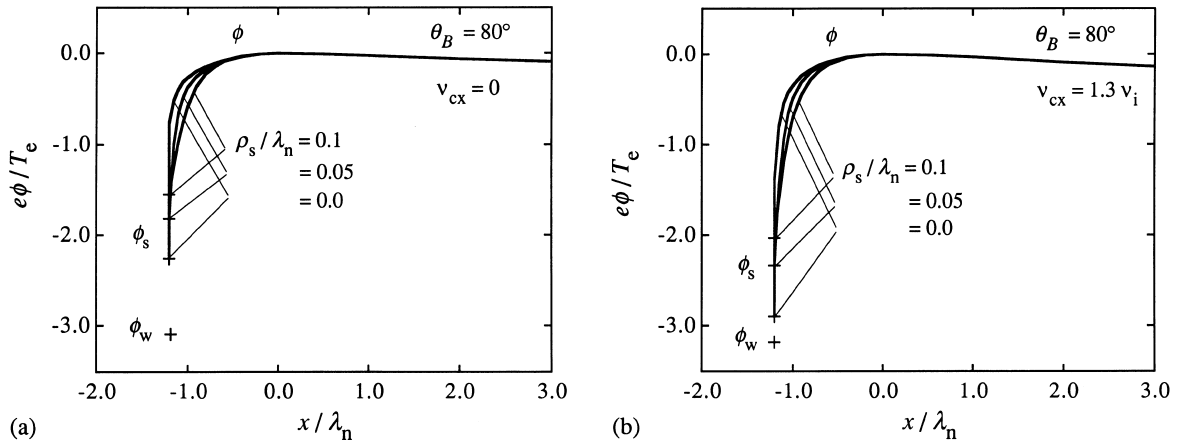 ϕ
θ_B = 80°
ν_cx = 0
ρ_s / λ_n = 0.1
= 0.05
= 0.0
ϕ_s
ϕ_w
eϕ / T_e
0.0
-1.0
-2.0
-3.0
-2.0 -1.0 0.0 1.0 2.0 3.0
x / λ_n
(a)
ϕ
θ_B = 80°
ν_cx = 1.3 ν_i
ρ_s / λ_n = 0.1
= 0.05
= 0.0
ϕ_s
ϕ_w
eϕ / T_e
0.0
-1.0
-2.0
-3.0
-2.0 -1.0 0.0 1.0 2.0 3.0
x / λ_n
(b)